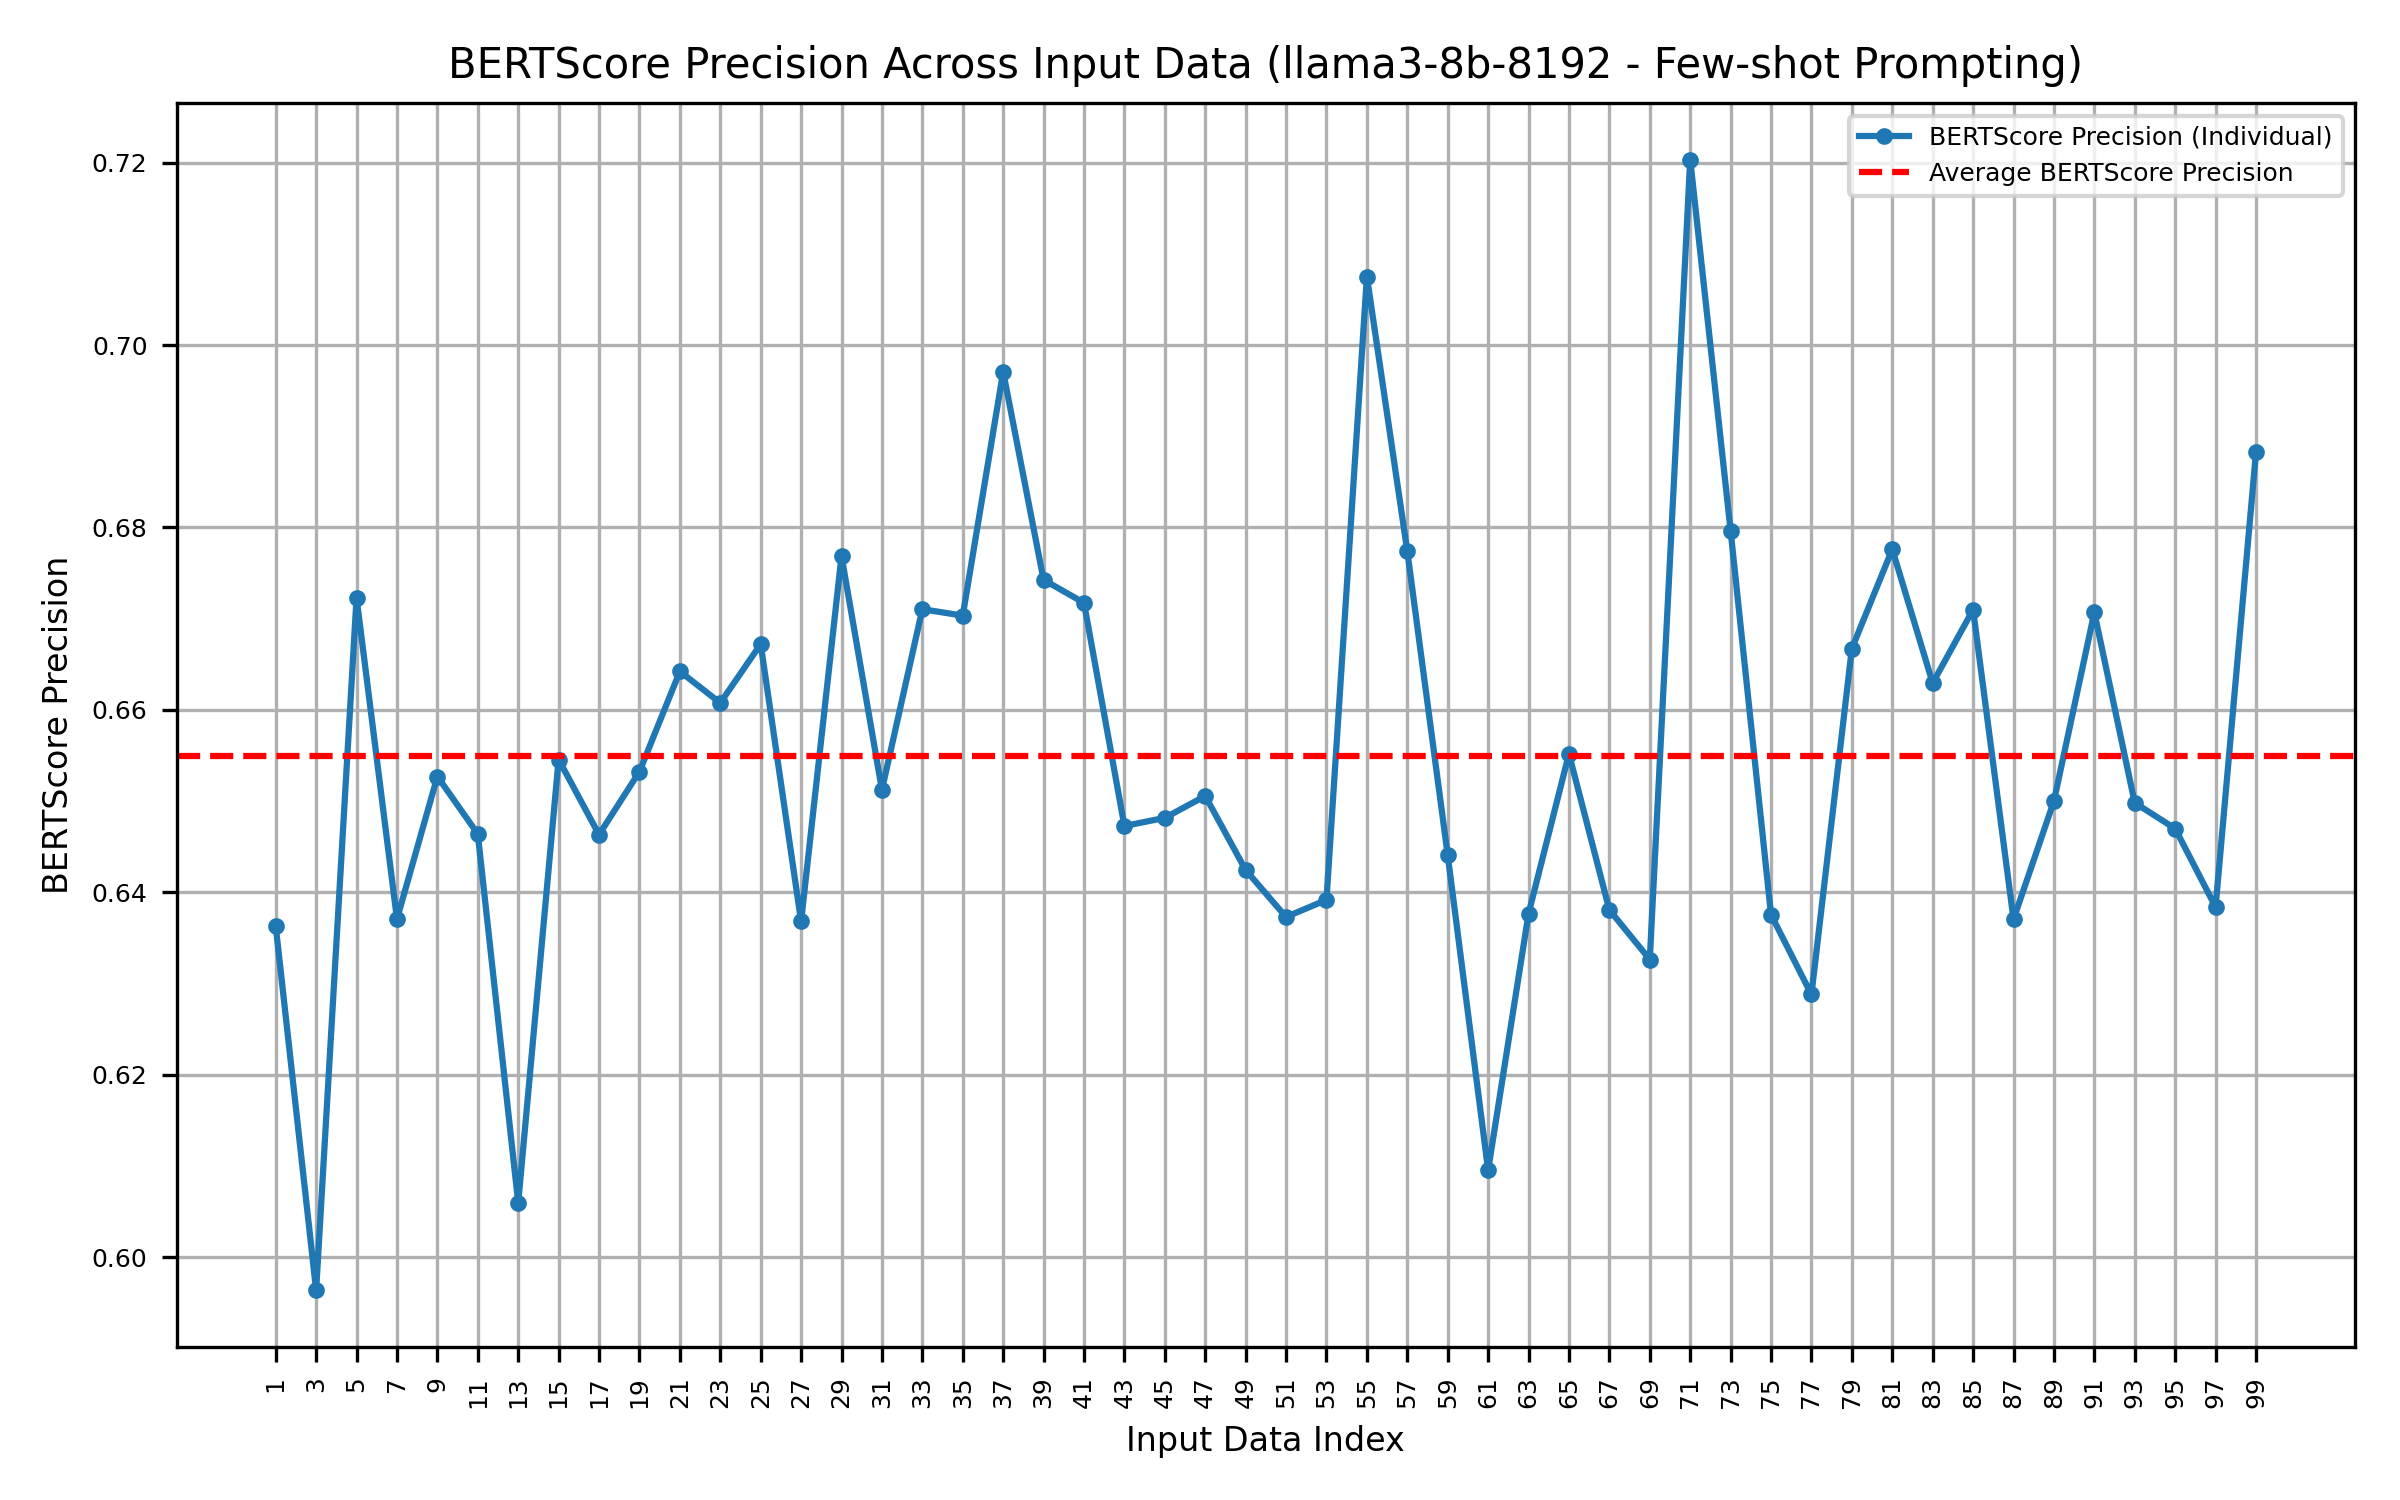 BERTScore Precision Across Input Data (llama3-8b-8192 - Few-shot Prompting)
BERTScore Precision (Individual)
Average BERTScore Precision
BERTScore Precision
0.72
0.70
0.68
0.66
0.64
0.62
0.60
1 3 5 7 9 11 13 15 17 19 21 23 25 27 29 31 33 35 37 39 41 43 45 47 49 51 53 55 57 59 61 63 65 67 69 71 73 75 77 79 81 83 85 87 89 91 93 95 97 99
Input Data Index